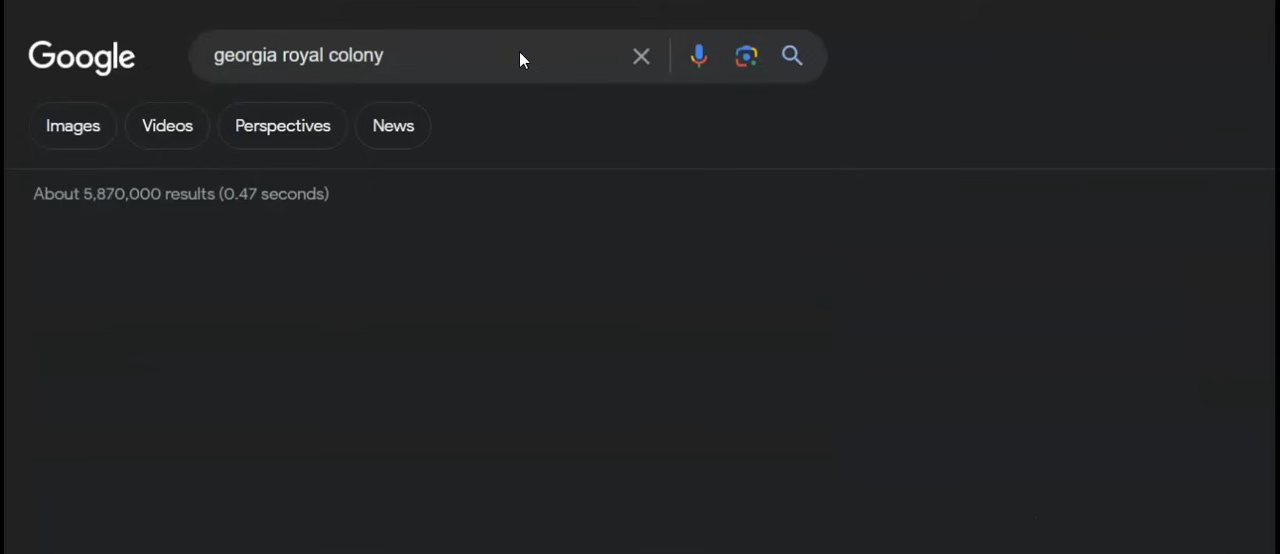 Google georgia royal colony
Images Videos Perspectives News
About 5,870,000 results (0.47 seconds)